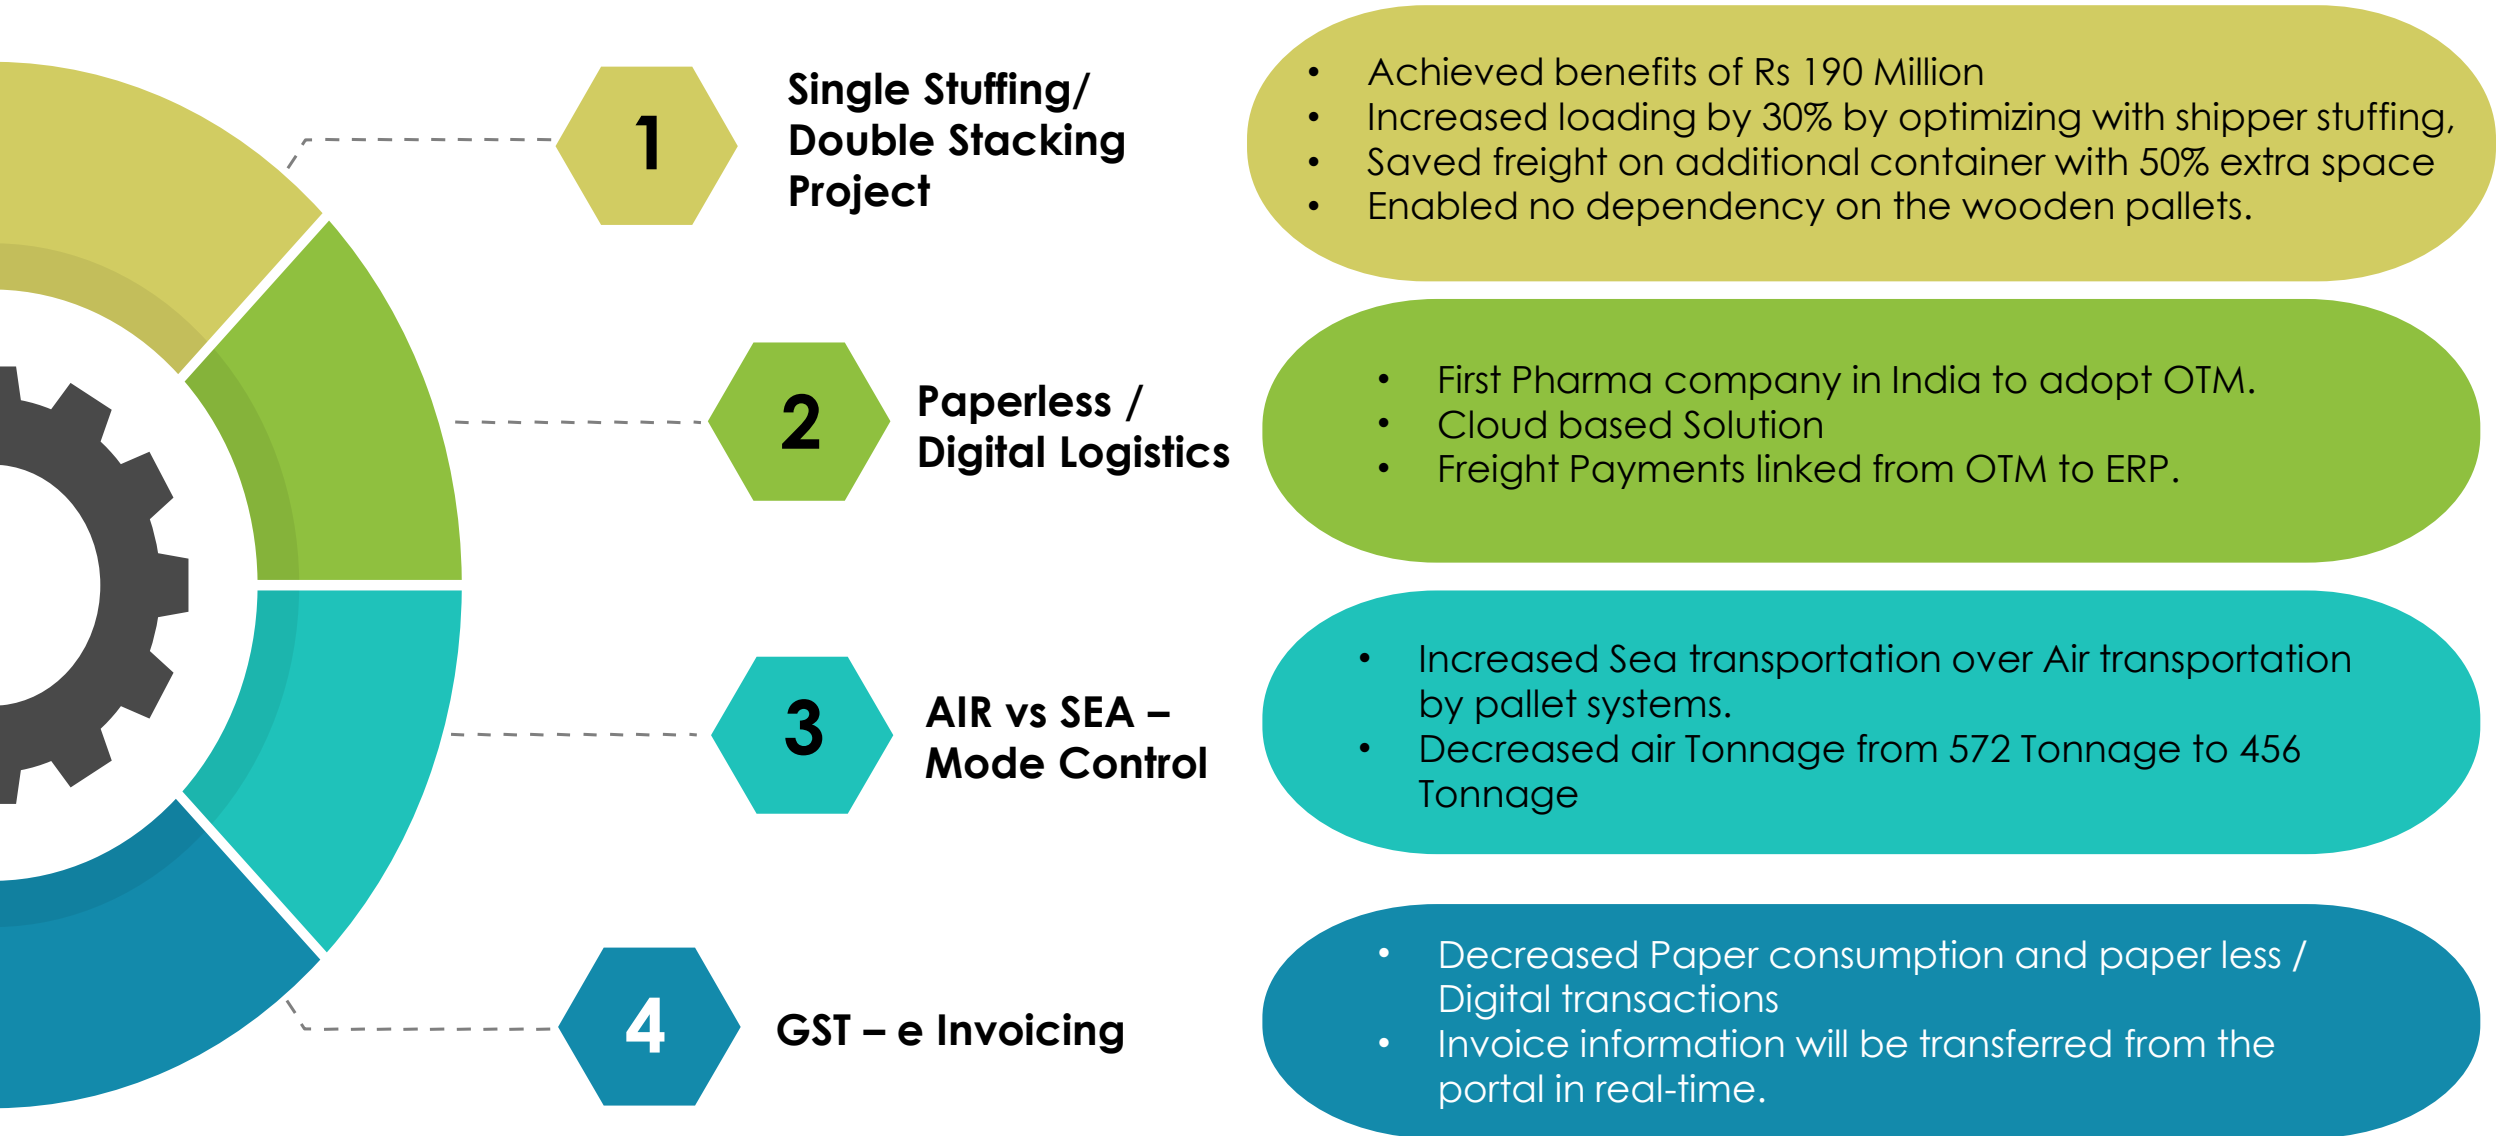 1
Single Stuffing/
Double Stacking
Project
• Achieved benefits of Rs 190 Million
• Increased loading by 30% by optimizing with shipper stuffing,
• Saved freight on additional container with 50% extra space
• Enabled no dependency on the wooden pallets.
2
Paperless /
Digital Logistics
• First Pharma company in India to adopt OTM.
• Cloud based Solution
• Freight Payments linked from OTM to ERP.
3
AIR vs SEA –
Mode Control
• Increased Sea transportation over Air transportation
by pallet systems.
• Decreased air Tonnage from 572 Tonnage to 456
Tonnage
4
GST – e Invoicing
• Decreased Paper consumption and paper less /
Digital transactions
• Invoice information will be transferred from the
portal in real-time.